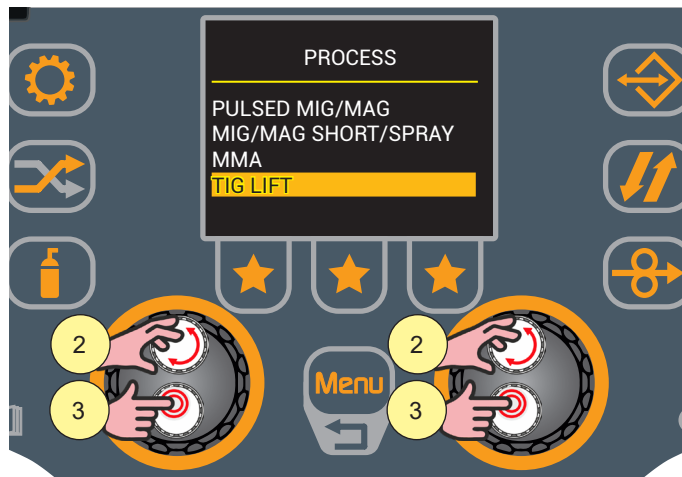 PROCESS
PULSED MIG/MAG
MIG/MAG SHORT/SPRAY
MMA
TIG LIFT
2
2
3
3
Menu